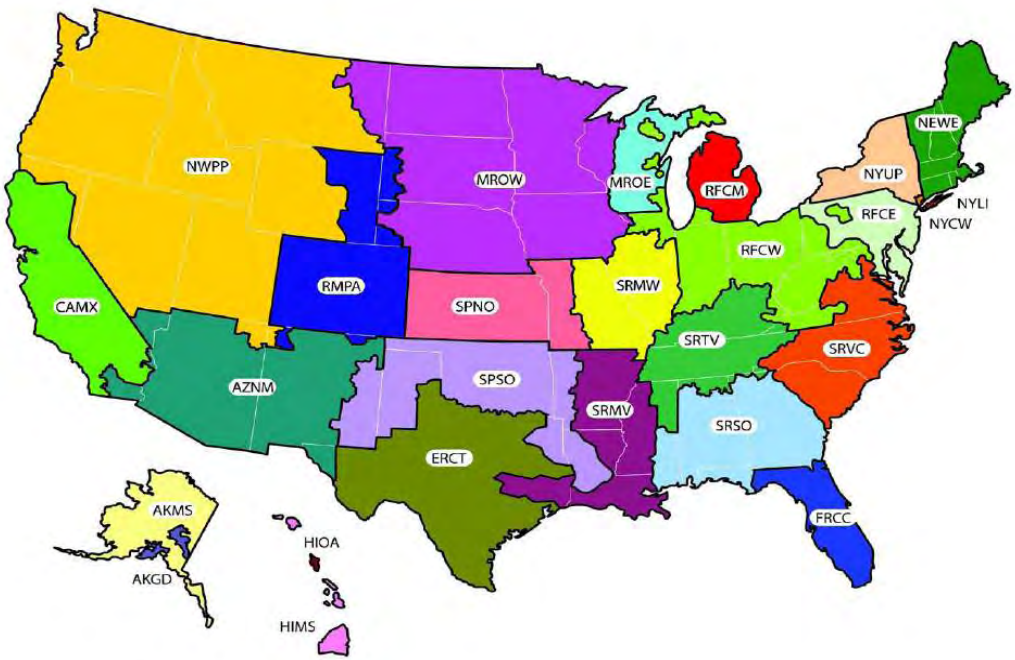 NEWE
NWPP
NYUP
MROW
MROE
RFCM
NYLI
RFCE
NYCW
RFCW
RMPA
SRMW
CAMX
SPNO
SRTV
SRVC
AZNM
SPSO
SRMV
SRSO
ERCT
AKMS
FRCC
HIOA
AKGD
HIMS